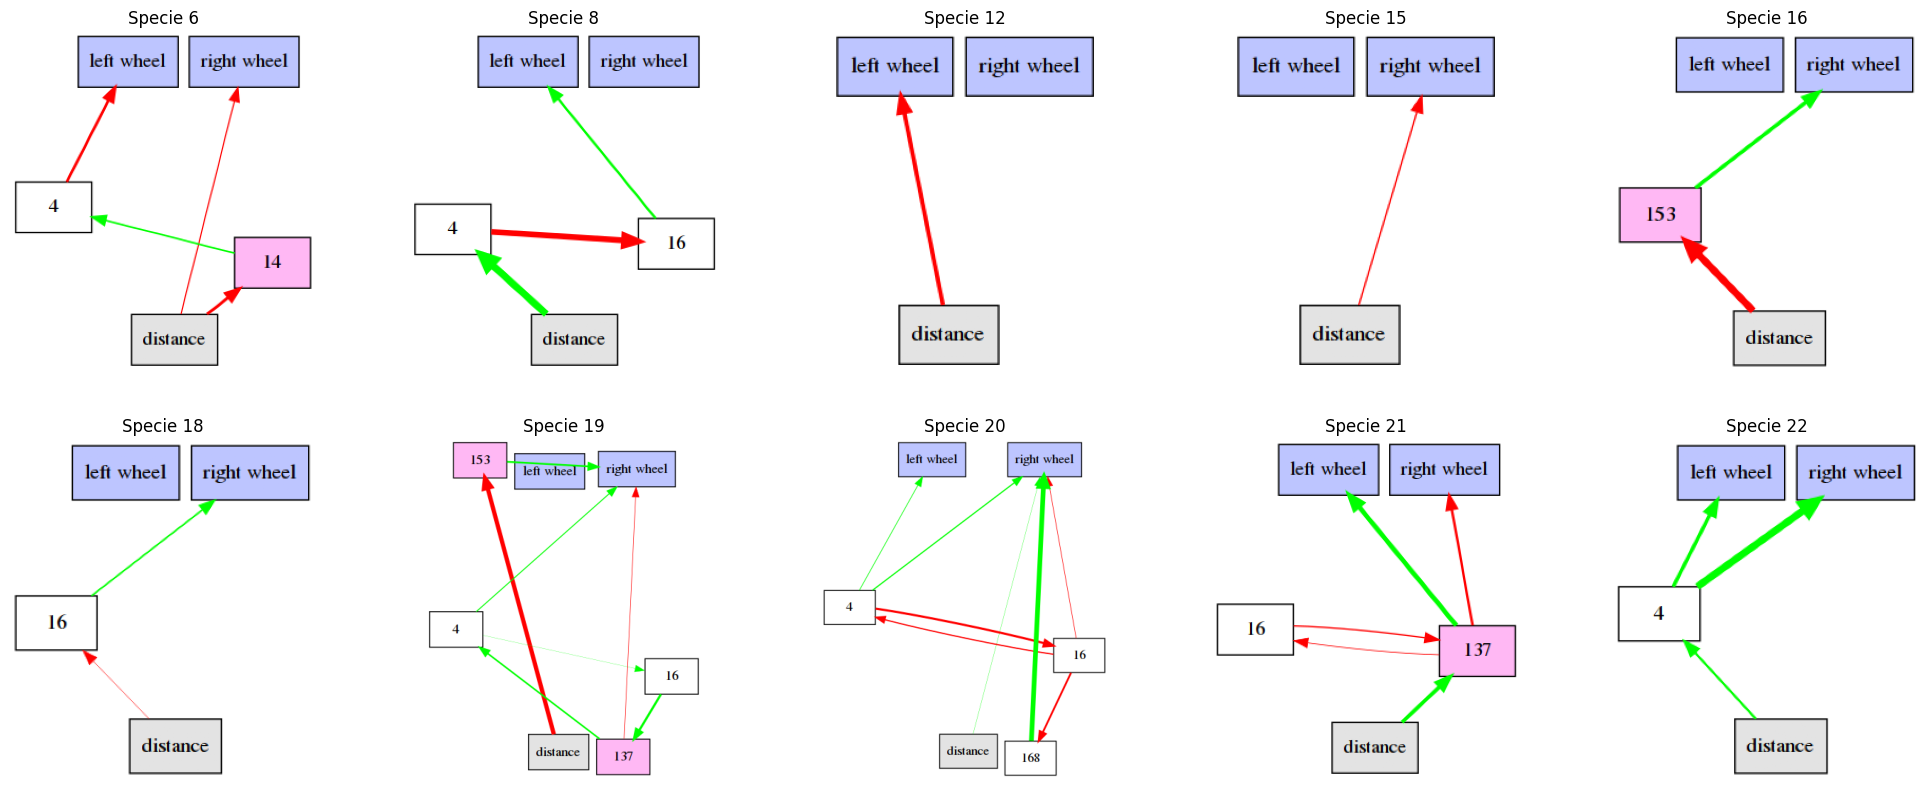 Specie 6
left wheel
right wheel
4
14
distance
Specie 8
left wheel
right wheel
4
16
distance
Specie 12
left wheel
right wheel
distance
Specie 15
left wheel
right wheel
distance
Specie 16
left wheel
right wheel
153
distance
Specie 18
left wheel
right wheel
16
distance
Specie 19
153
left wheel
right wheel
4
16
distance
137
Specie 20
left wheel
right wheel
4
16
distance
168
Specie 21
left wheel
right wheel
16
137
distance
Specie 22
left wheel
right wheel
4
distance